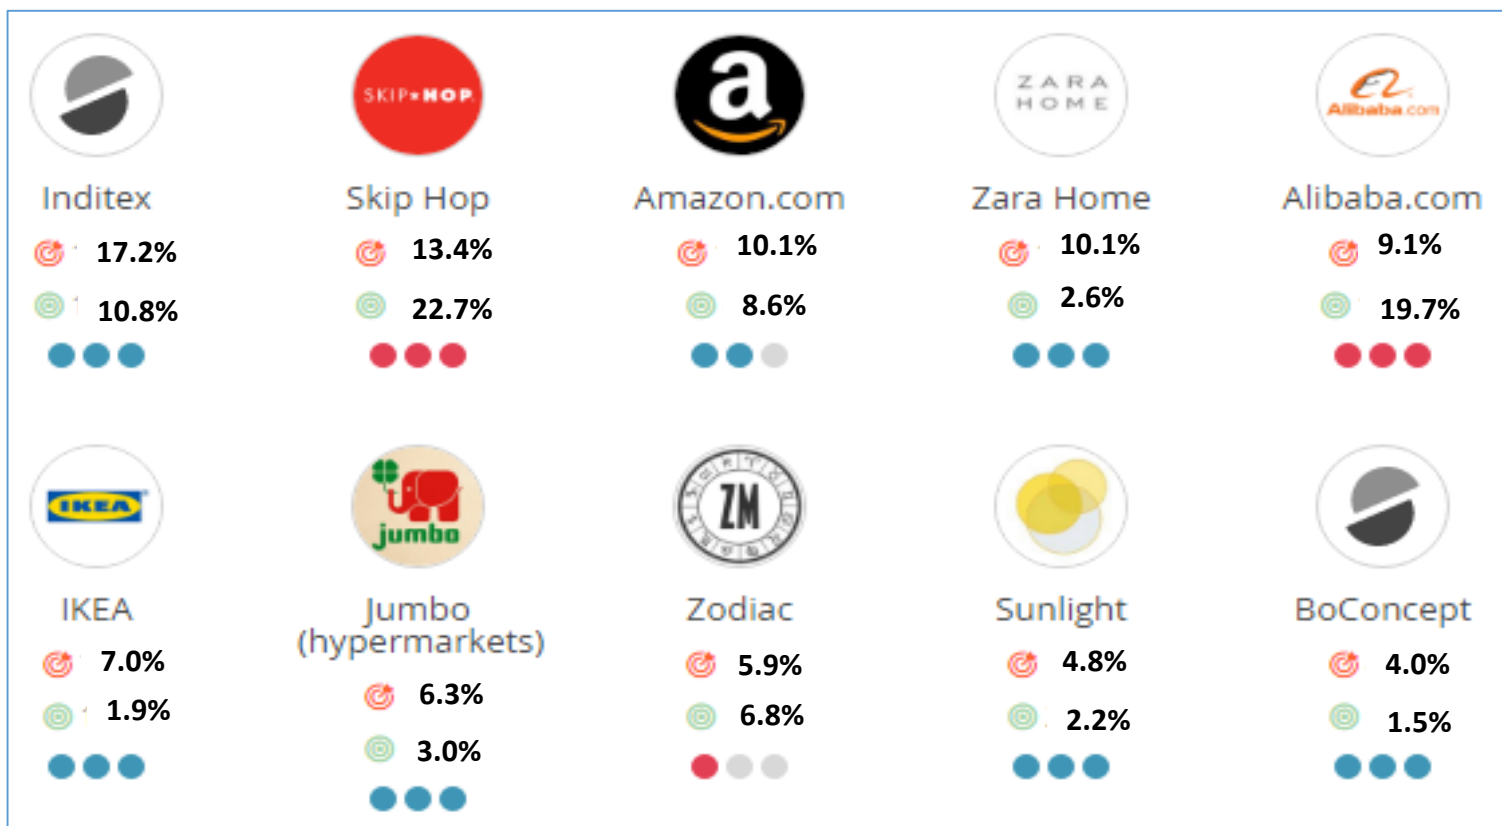 SKIP★HOP
a
ZARA
HOME
Alibaba.com
Inditex
Skip Hop
Amazon.com
Zara Home
Alibaba.com
17.2%
13.4%
10.1%
10.1%
9.1%
10.8%
22.7%
8.6%
2.6%
19.7%
IKEA
jumbo
ZM
IKEA
Jumbo
(hypermarkets)
Zodiac
Sunlight
BoConcept
7.0%
6.3%
5.9%
4.8%
4.0%
1.9%
3.0%
6.8%
2.2%
1.5%